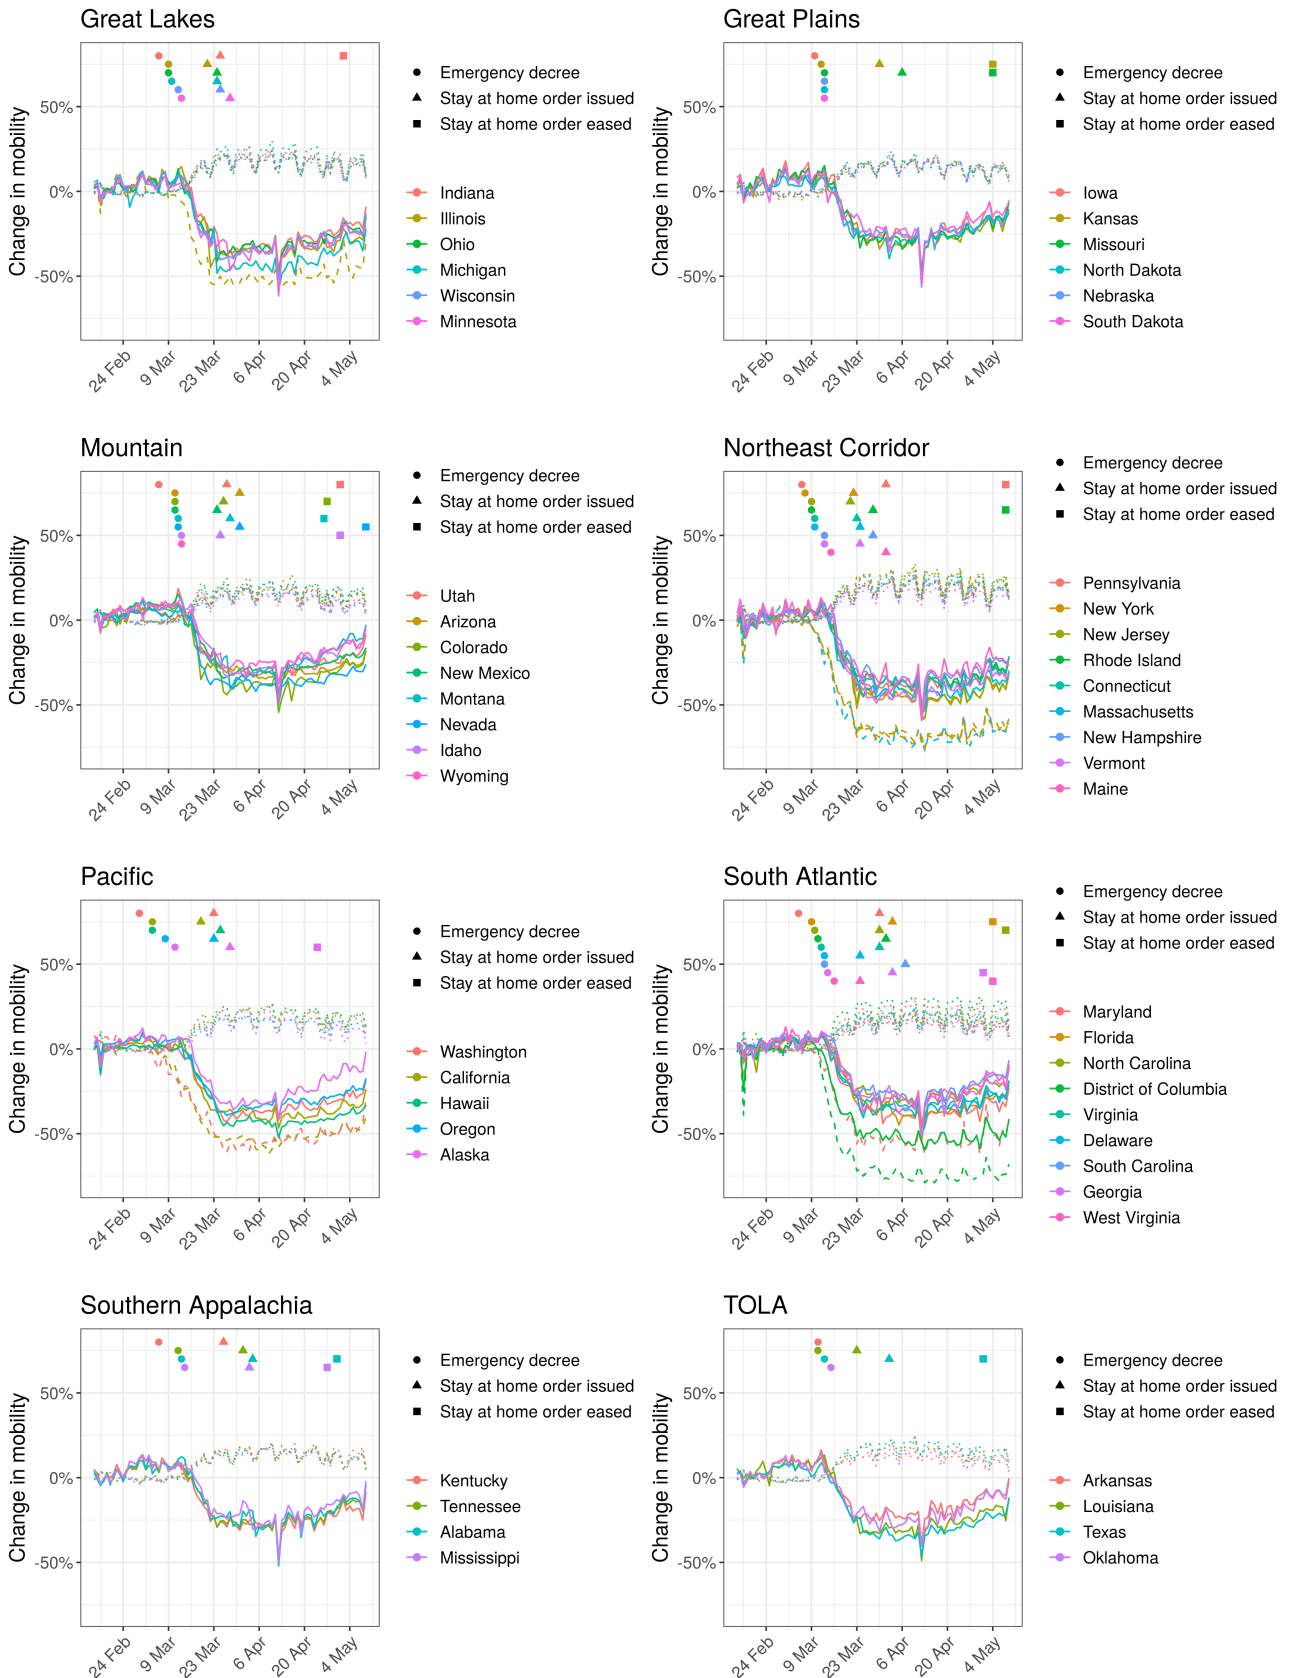 Great Lakes
Change in mobility
50%
0%
-50%
24 Feb
9 Mar
23 Mar
6 Apr
20 Apr
4 May
Emergency decree
Stay at home order issued
Stay at home order eased
Indiana
Illinois
Ohio
Michigan
Wisconsin
Minnesota
Great Plains
Change in mobility
50%
0%
-50%
24 Feb
9 Mar
23 Mar
6 Apr
20 Apr
4 May
Emergency decree
Stay at home order issued
Stay at home order eased
Iowa
Kansas
Missouri
North Dakota
Nebraska
South Dakota
Mountain
Change in mobility
50%
0%
-50%
24 Feb
9 Mar
23 Mar
6 Apr
20 Apr
4 May
Emergency decree
Stay at home order issued
Stay at home order eased
Utah
Arizona
Colorado
New Mexico
Montana
Nevada
Idaho
Wyoming
Northeast Corridor
Change in mobility
50%
0%
-50%
24 Feb
9 Mar
23 Mar
6 Apr
20 Apr
4 May
Emergency decree
Stay at home order issued
Stay at home order eased
Pennsylvania
New York
New Jersey
Rhode Island
Connecticut
Massachusetts
New Hampshire
Vermont
Maine
Pacific
Change in mobility
50%
0%
-50%
24 Feb
9 Mar
23 Mar
6 Apr
20 Apr
4 May
Emergency decree
Stay at home order issued
Stay at home order eased
Washington
California
Hawaii
Oregon
Alaska
South Atlantic
Change in mobility
50%
0%
-50%
24 Feb
9 Mar
23 Mar
6 Apr
20 Apr
4 May
Emergency decree
Stay at home order issued
Stay at home order eased
Maryland
Florida
North Carolina
District of Columbia
Virginia
Delaware
South Carolina
Georgia
West Virginia
Southern Appalachia
Change in mobility
50%
0%
-50%
24 Feb
9 Mar
23 Mar
6 Apr
20 Apr
4 May
Emergency decree
Stay at home order issued
Stay at home order eased
Kentucky
Tennessee
Alabama
Mississippi
TOLA
Change in mobility
50%
0%
-50%
24 Feb
9 Mar
23 Mar
6 Apr
20 Apr
4 May
Emergency decree
Stay at home order issued
Stay at home order eased
Arkansas
Louisiana
Texas
Oklahoma